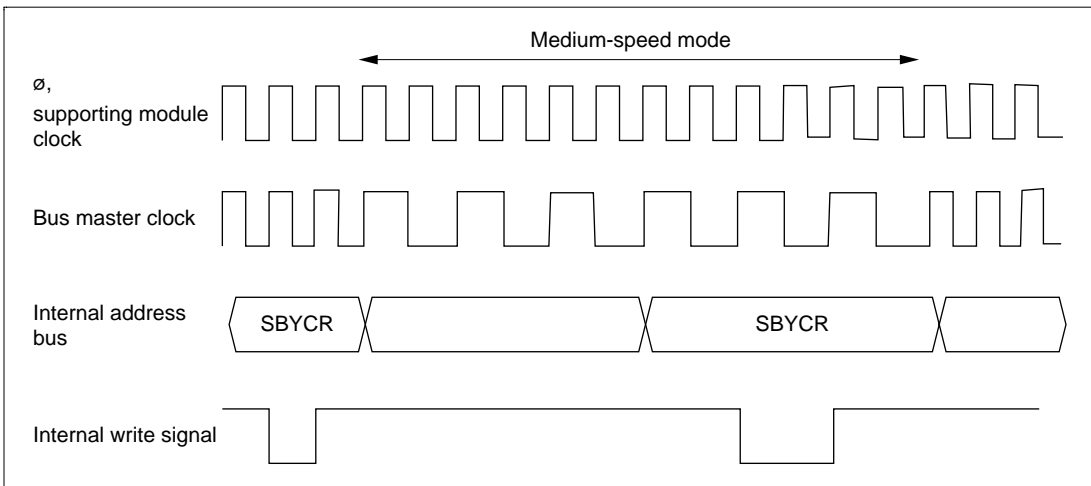 Medium-speed mode
ø,
supporting module
clock
Bus master clock
Internal address
bus
SBYCR
SBYCR
Internal write signal